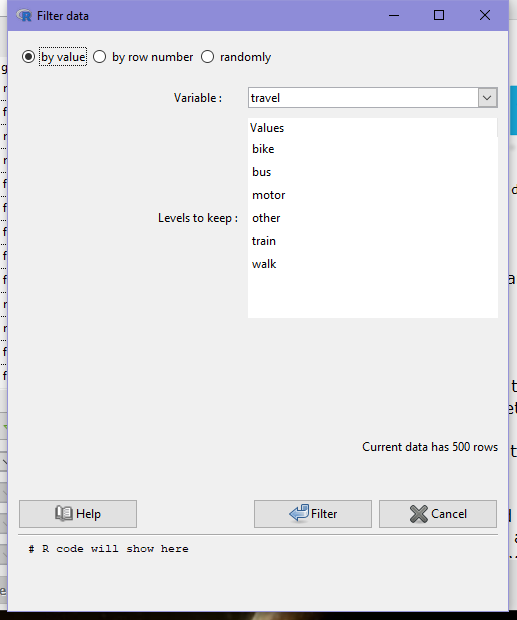 Filter data
by value by row number randomly
Variable : travel
Values
bike
bus
motor
Levels to keep : other
train
walk
Current data has 500 rows
Help Filter Cancel
# R code will show here